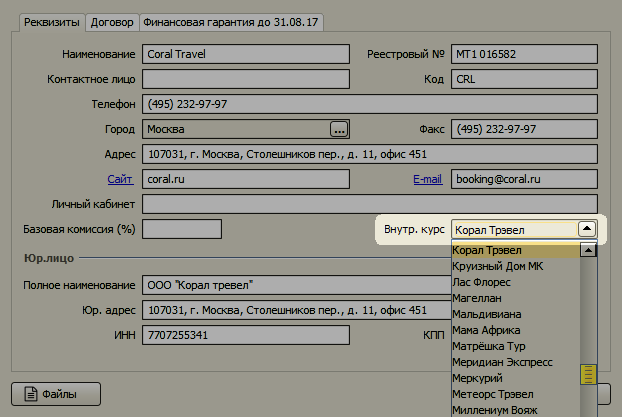 Реквизиты Договор Финансовая гарантия до 31.08.17
Наименование Coral Travel Реестровый № МТ1 016582
Контактное лицо Код CRL
Телефон (495) 232-97-97
Город Москва ... Факс (495) 232-97-97
Адрес 107031, г. Москва, Столешников пер., д. 11, офис 451
Сайт coral.ru E-mail booking@coral.ru
Личный кабинет
Базовая комиссия (%) Внутр. курс Корал Трэвел
Корал Трэвел
Юр.лицо Круизный Дом МК
Полное наименование ООО "Корал тревел" Лас Флорес
Магеллан
Юр. адрес 107031, г. Москва, Столешников пер., д. 11, офис 451 Мальдивиана
ИНН 7707255341 КПП Мама Африка
Матрёшка Тур
Меридиан Экспресс
Меркурий
Файлы Метеорс Трэвел
Миллениум Вояж